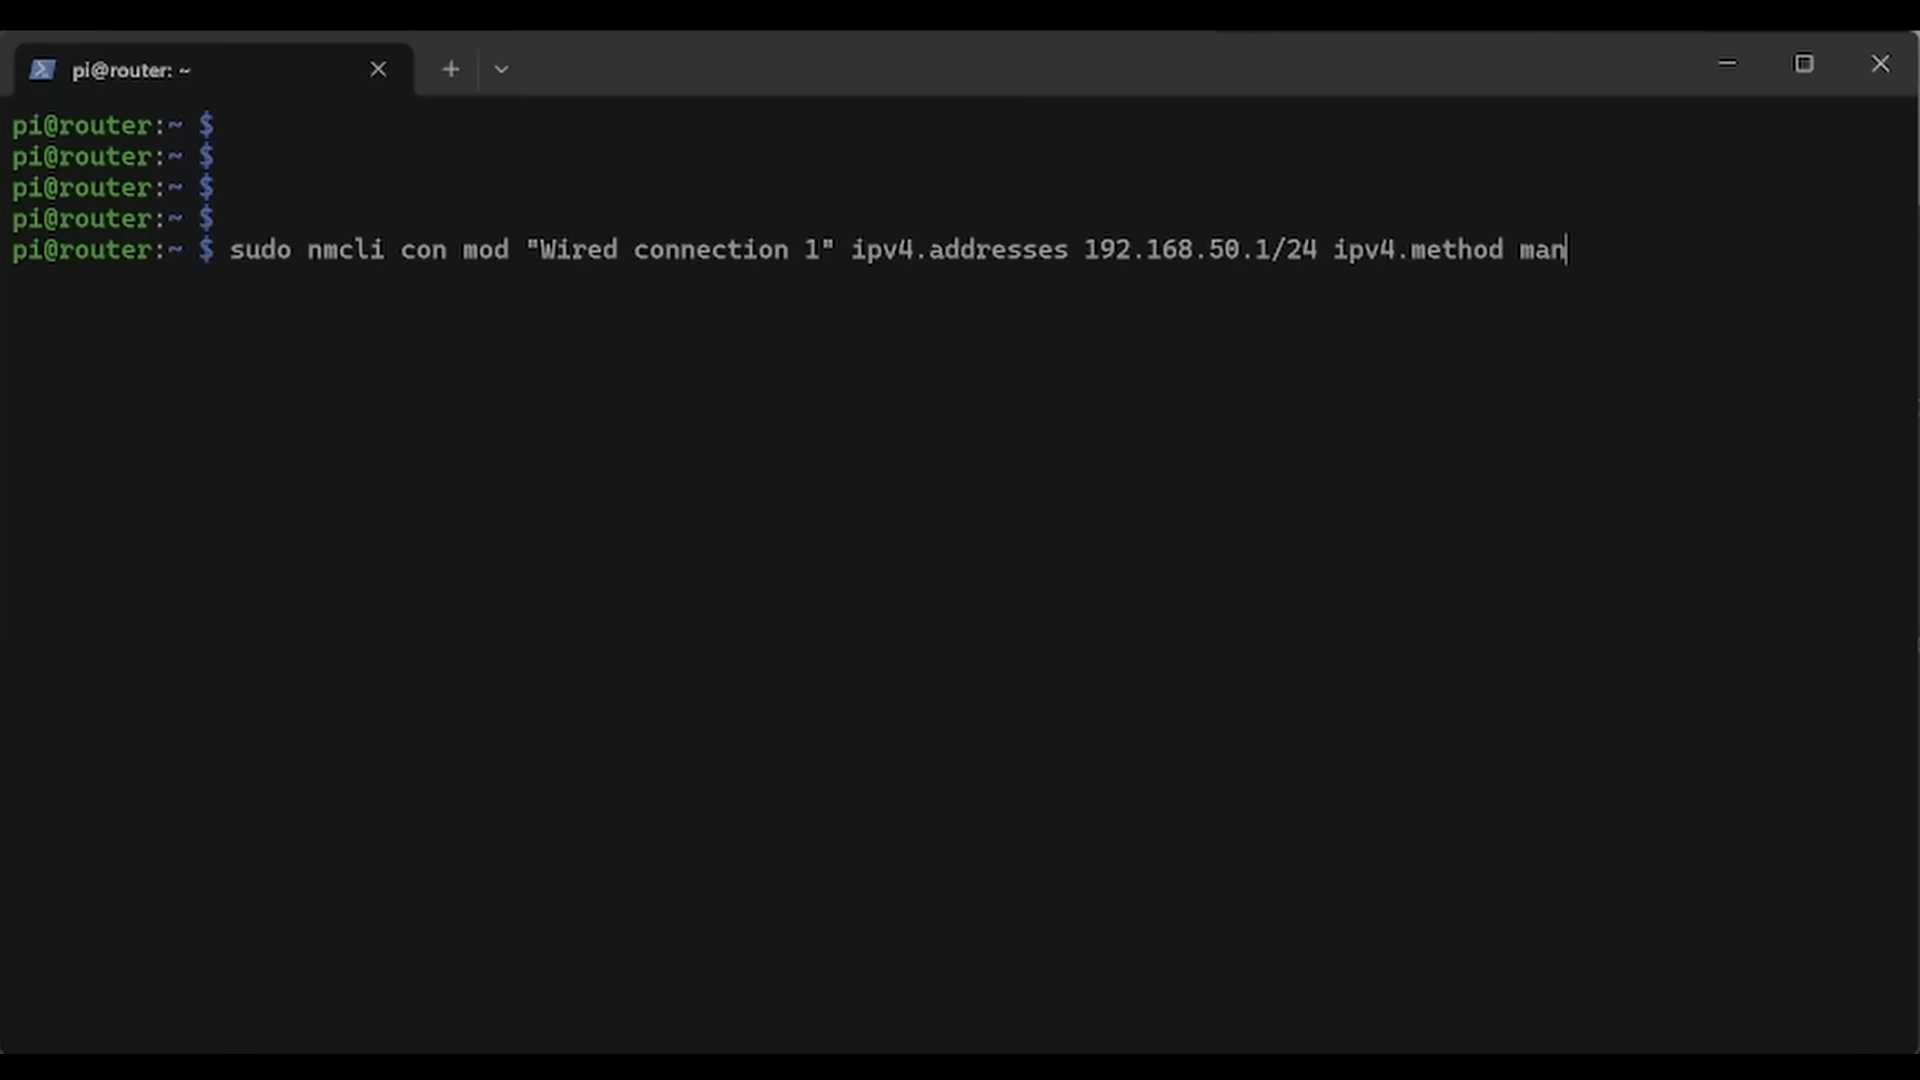 pi@router: ~
pi@router:~ $
pi@router:~ $
pi@router:~ $
pi@router:~ $
pi@router:~ $ sudo nmcli con mod "Wired connection 1" ipv4.addresses 192.168.50.1/24 ipv4.method man